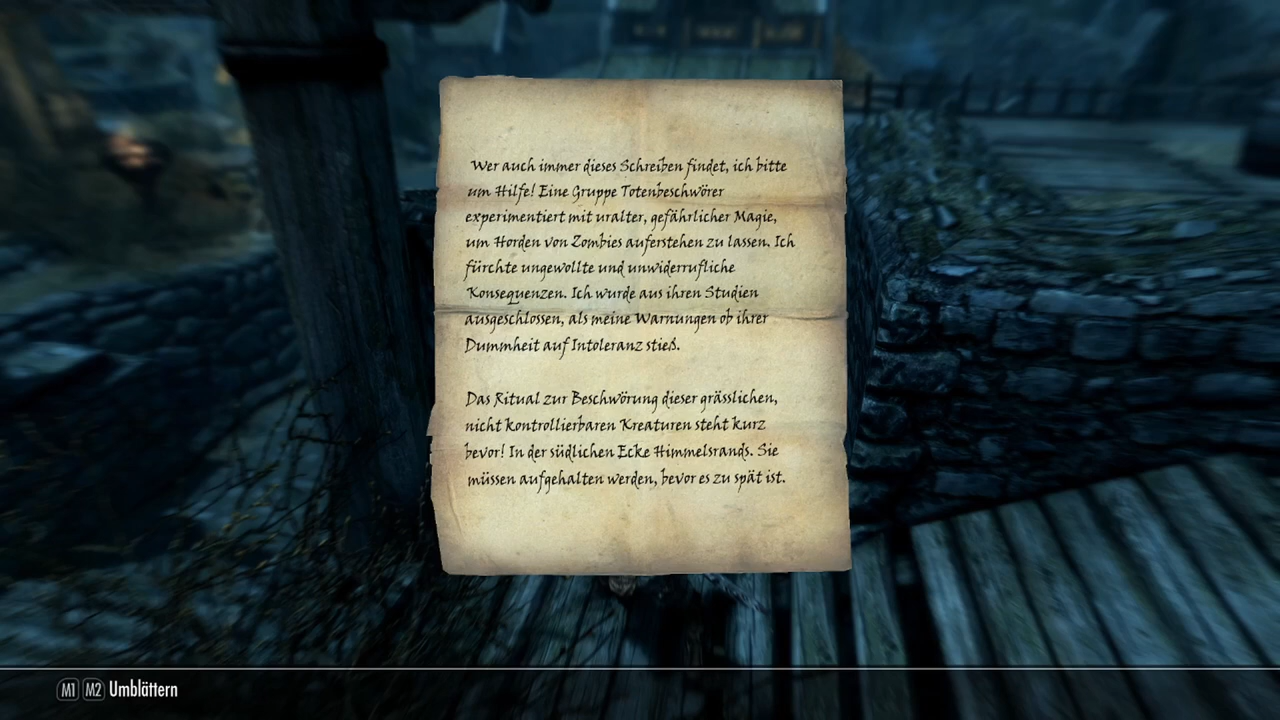 Wer auch immer dieses Schreiben findet, ich bitte
um Hilfe! Eine Gruppe Totenbeschwörer
experimentiert mit uralter, gefährlicher Magie,
um Horden von Zombies auferstehen zu lassen. Ich
fürchte ungewollte und unwiderrufliche
Konsequenzen. Ich wurde aus ihren Studien
ausgeschlossen, als meine Warnungen ob ihrer
Dummheit auf Intoleranz stieß.
Das Ritual zur Beschwörung dieser grässlichen,
nicht kontrollierbaren Kreaturen steht kurz
bevor! In der südlichen Ecke Himmelsrands. Sie
müssen aufgehalten werden, bevor es zu spät ist.
M1 M2 Umblättern